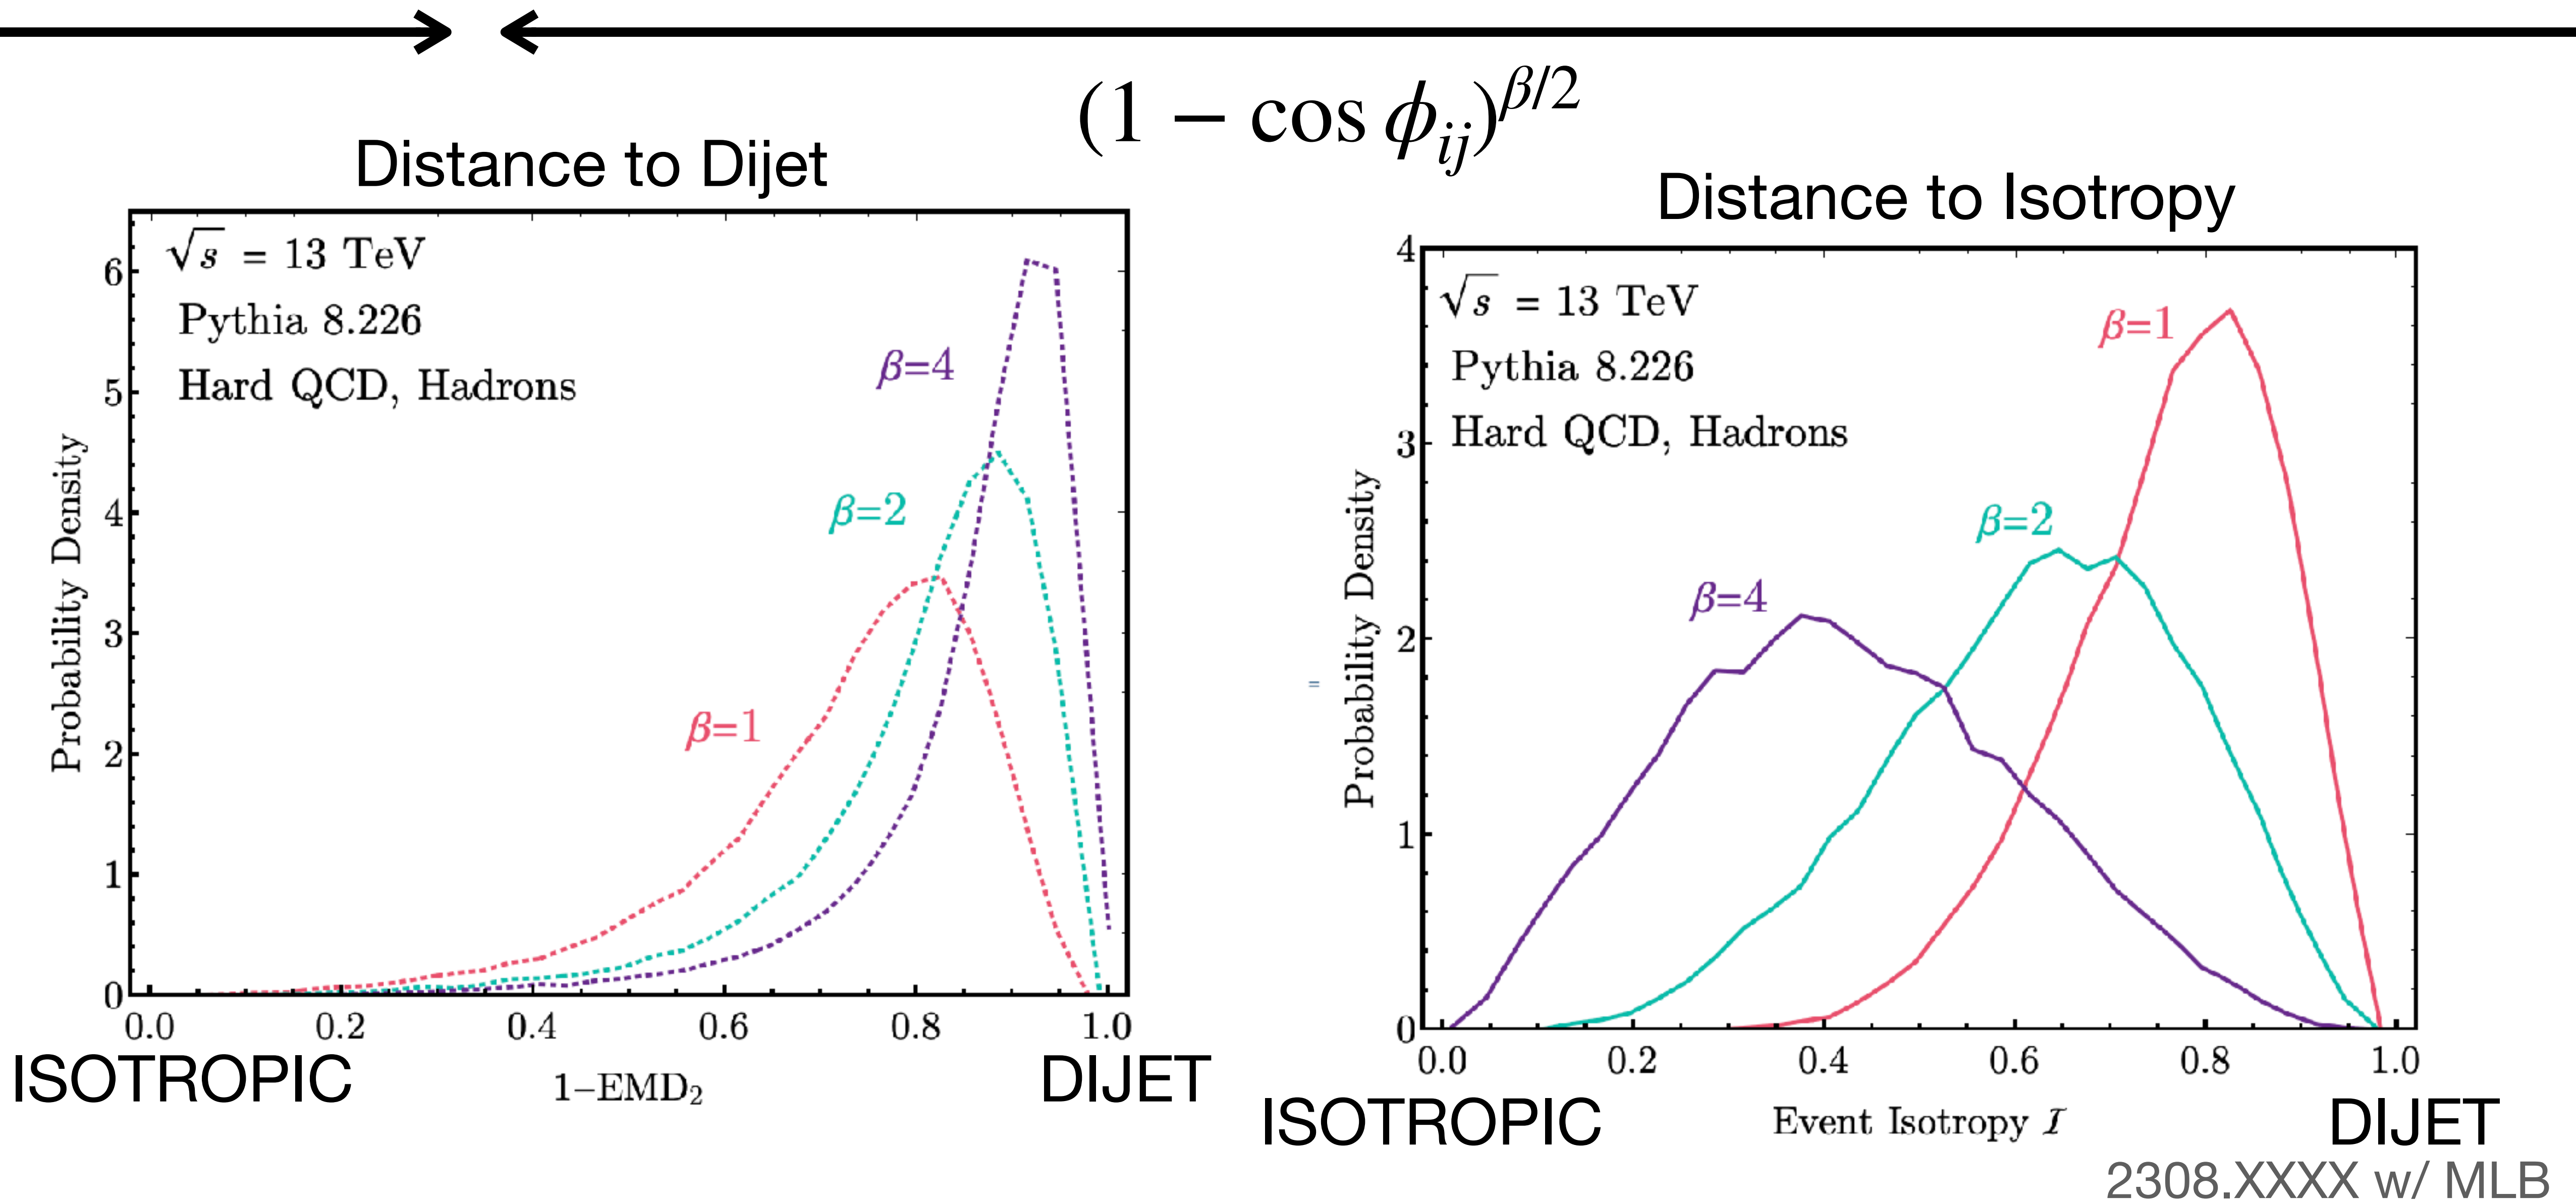 (1 − cos ϕij)^β/2
Distance to Dijet
√s = 13 TeV
Pythia 8.226
Hard QCD, Hadrons
β=4
β=2
β=1
Probability Density
6
5
4
3
2
1
0
0.0 0.2 0.4 0.6 0.8 1.0
ISOTROPIC
1−EMD₂
DIJET
=
Distance to Isotropy
√s = 13 TeV
Pythia 8.226
Hard QCD, Hadrons
β=1
β=2
β=4
Probability Density
4
3
2
1
0
0.0 0.2 0.4 0.6 0.8 1.0
ISOTROPIC
Event Isotropy ℐ
DIJET
2308.XXXX w/ MLB